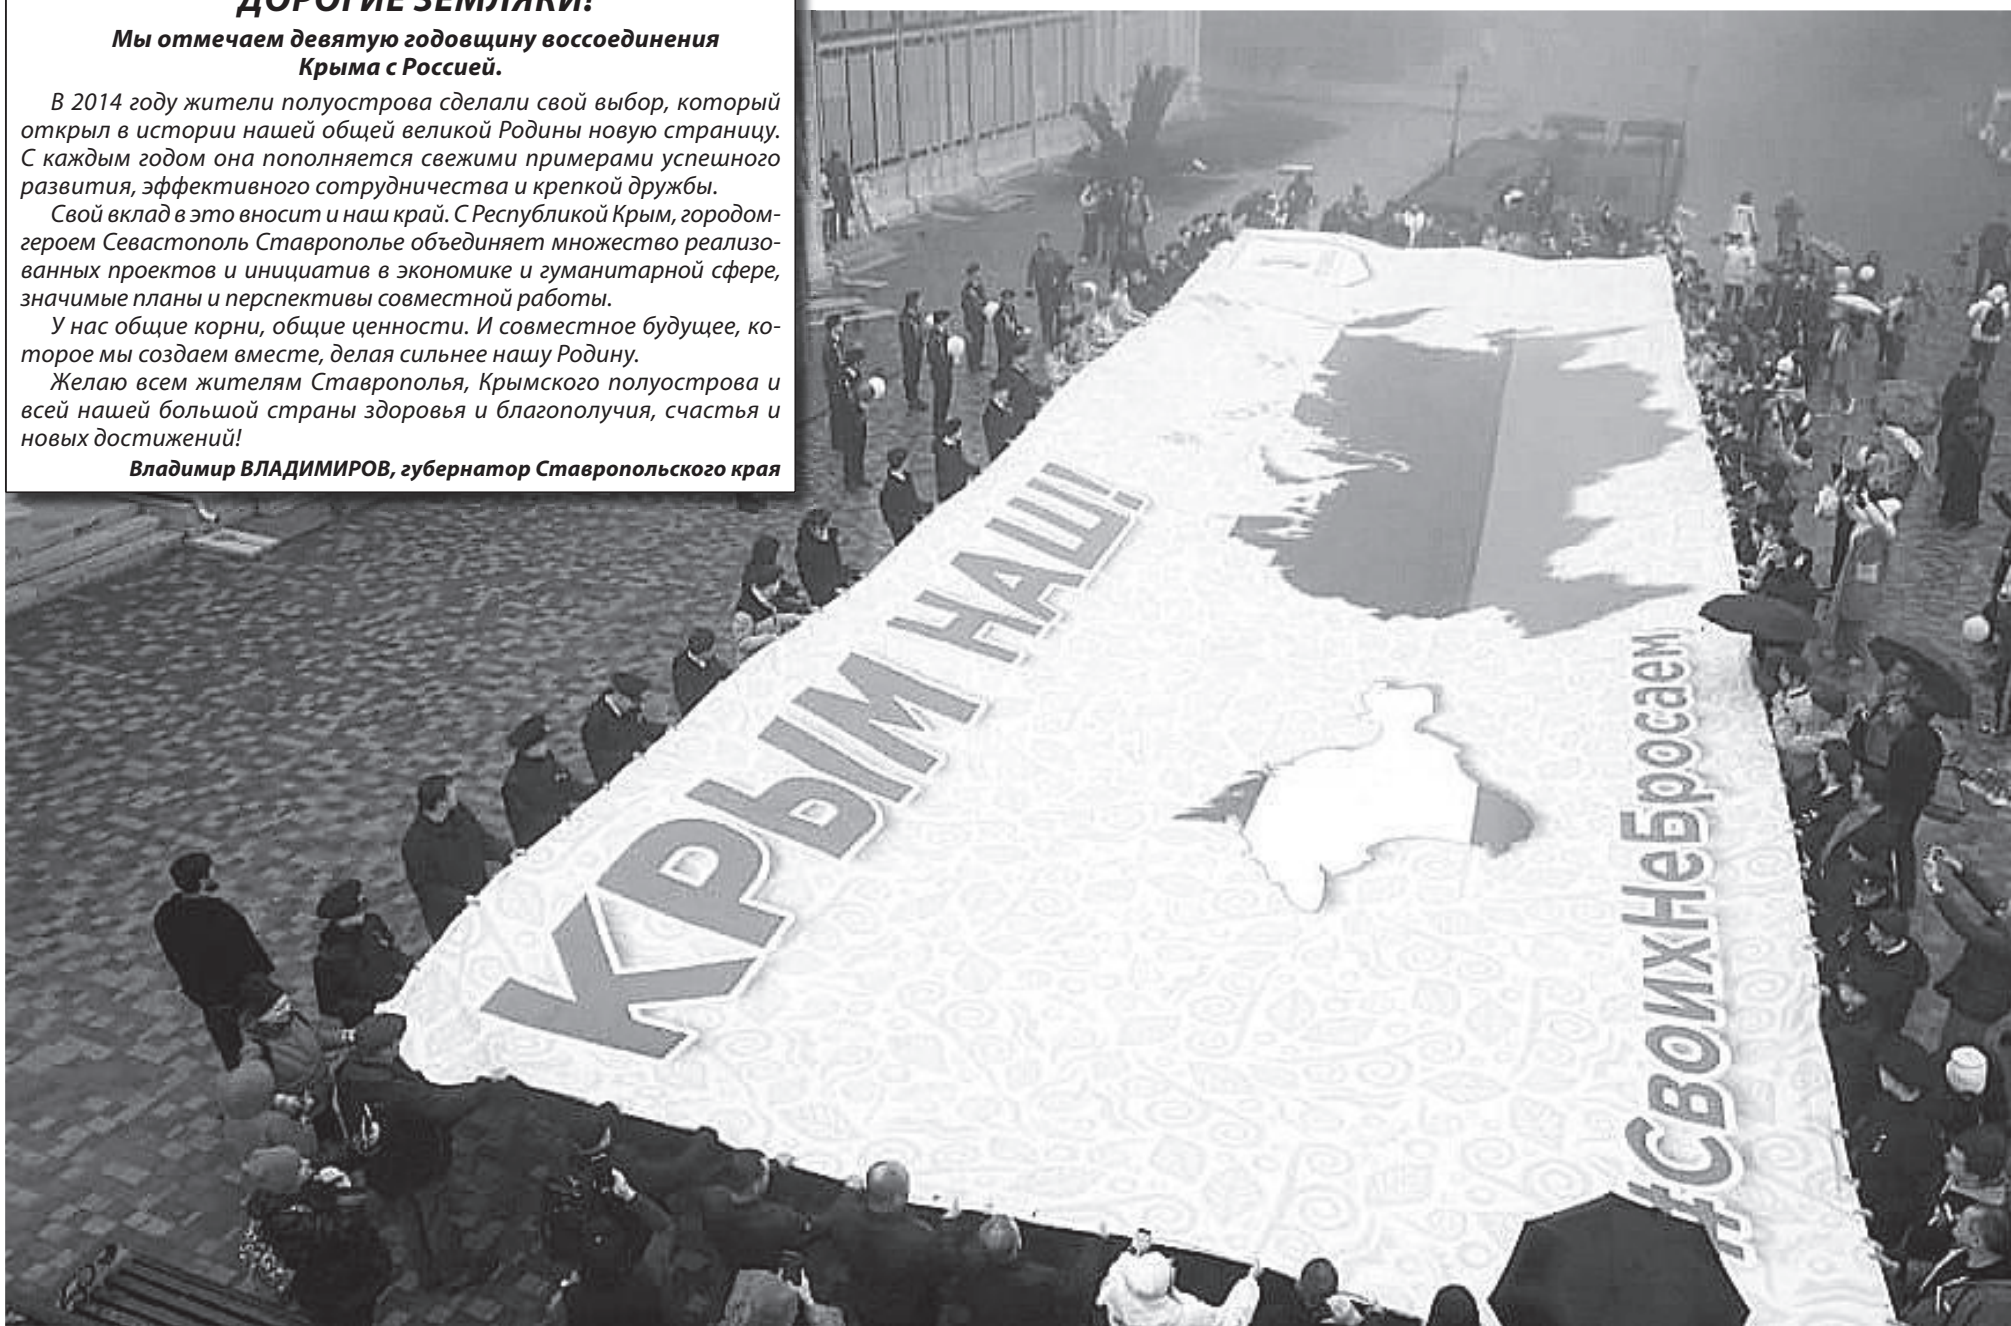 ДОРОГИЕ ЗЕМЛЯКИ!
Мы отмечаем девятую годовщину воссоединения
Крыма с Россией.
В 2014 году жители полуострова сделали свой выбор, который
открыл в истории нашей общей великой Родины новую страницу.
С каждым годом она пополняется свежими примерами успешного
развития, эффективного сотрудничества и крепкой дружбы.
Свой вклад в это вносит и наш край. С Республикой Крым, городом-
героем Севастополь Ставрополье объединяет множество реализо-
ванных проектов и инициатив в экономике и гуманитарной сфере,
значимые планы и перспективы совместной работы.
У нас общие корни, общие ценности. И совместное будущее, ко-
торое мы создаем вместе, делая сильнее нашу Родину.
Желаю всем жителям Ставрополья, Крымского полуострова и
всей нашей большой страны здоровья и благополучия, счастья и
новых достижений!
Владимир ВЛАДИМИРОВ, губернатор Ставропольского края
КРЫМ НАШ!
#СвоихНеБросаем